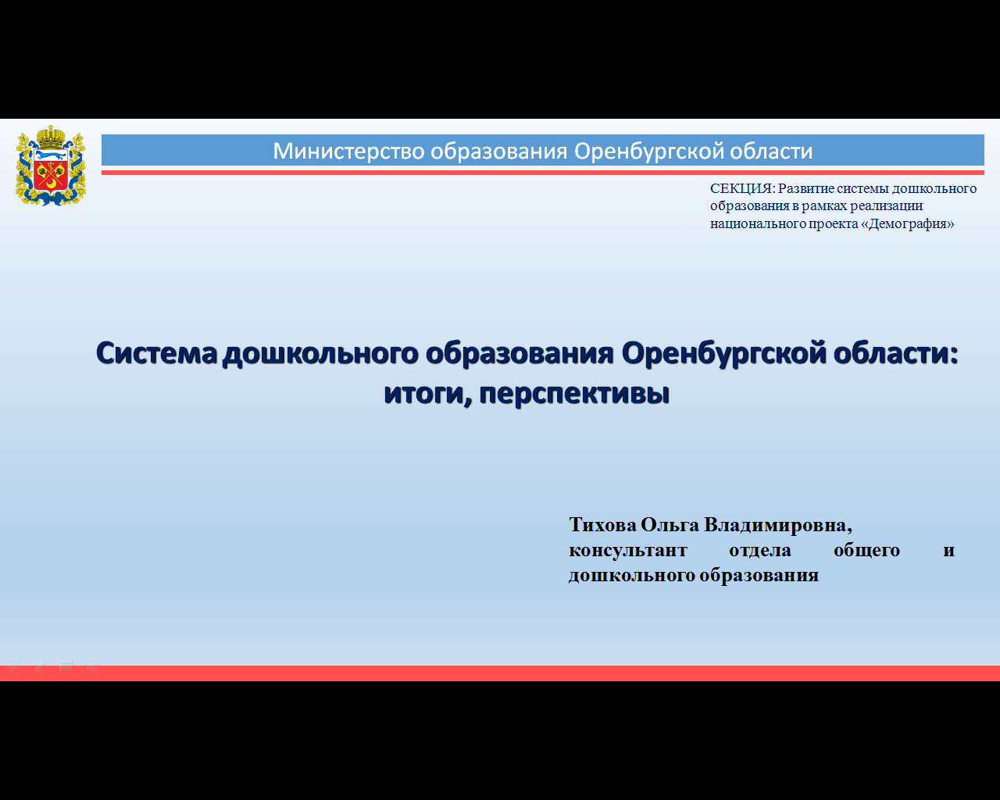 Министерство образования Оренбургской области
СЕКЦИЯ: Развитие системы дошкольного
образования в рамках реализации
национального проекта «Демография»
Система дошкольного образования Оренбургской области:
итоги, перспективы
Тихова Ольга Владимировна,
консультант отдела общего и
дошкольного образования